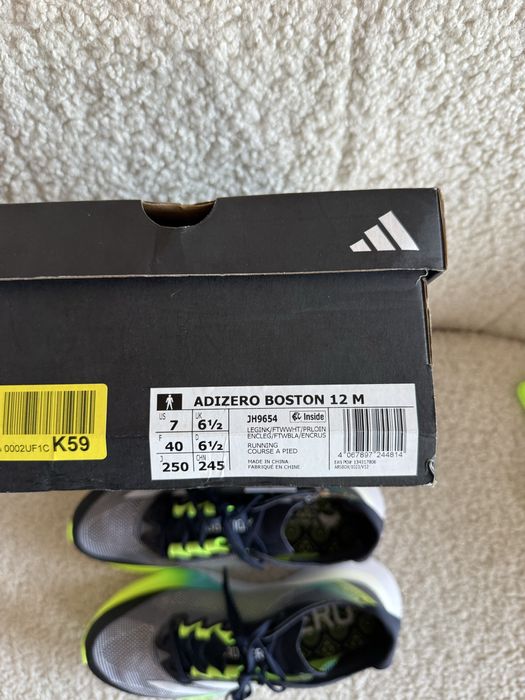 ADIZERO BOSTON 12 M
US 7 UK 6½
F 40 D 6½
J 250 CHN 245
JH9654 Inside
LEGINK/FTWWHT/PRLOIN
ENCLEG/FTWBLA/ENCRUS
RUNNING
COURSE A PIED
MADE IN CHINA
FABRIQUÉ EN CHINE
4 067897 244814
0002UF1C K59